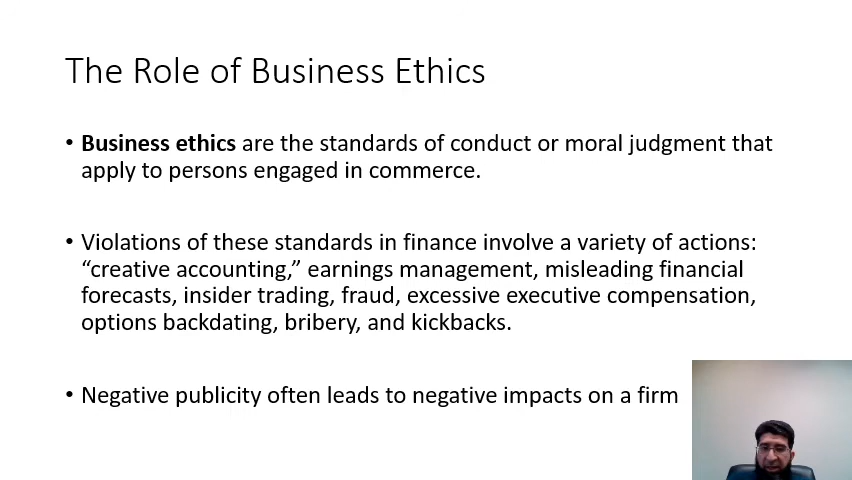 The Role of Business Ethics
• Business ethics are the standards of conduct or moral judgment that
apply to persons engaged in commerce.
• Violations of these standards in finance involve a variety of actions:
“creative accounting,” earnings management, misleading financial
forecasts, insider trading, fraud, excessive executive compensation,
options backdating, bribery, and kickbacks.
• Negative publicity often leads to negative impacts on a firm